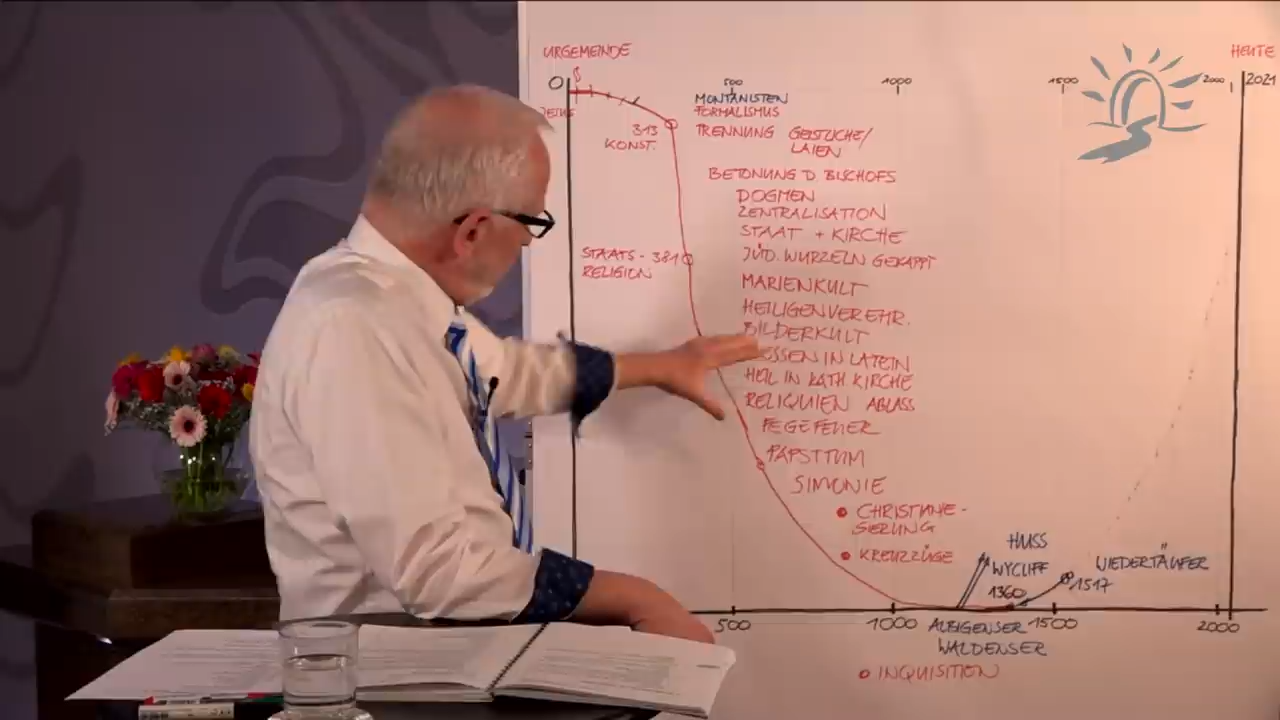 URGEMEINDE
HEUTE
0
500
1000
1500
2000
2021
JESUS
MONTANISTEN
FORMALISMUS
313
KONST.
TRENNUNG GEISTLICHE/
LAIEN
BETONUNG D. BISCHOFS
DOGMEN
ZENTRALISATION
STAAT + KIRCHE
STAATS- 381
RELIGION
JÜD. WURZELN GEKAPPT
MARIENKULT
HEILIGENVEREHR.
BILDERKULT
IN LATEIN
HEIL IN KATH KIRCHE
RELIQUIEN ABLASS
FEGEFEUER
PAPSTTUM
SIMONIE
CHRISTIANI-
SIERUNG
KREUZZÜGE
HUSS
WYCLIFF
1360
WIEDERTÄUFER
1517
500
1000
ALBIGENSER
1500
2000
WALDENSER
INQUISITION